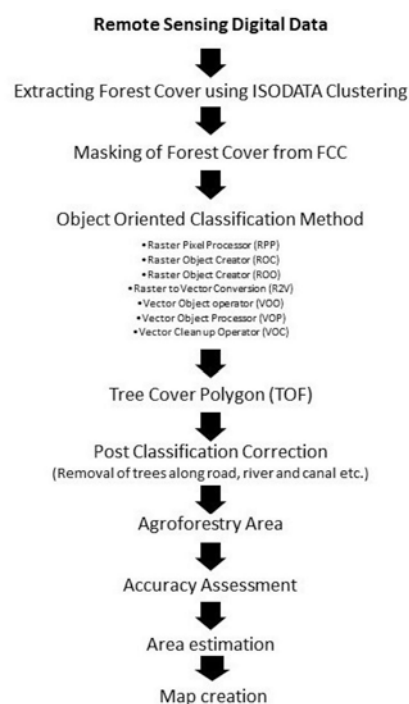 Remote Sensing Digital Data
Extracting Forest Cover using ISODATA Clustering
Masking of Forest Cover from FCC
Object Oriented Classification Method
•Raster Pixel Processor (RPP)
•Raster Object Creator (ROC)
•Raster Object Creator (ROO)
•Raster to Vector Conversion (R2V)
•Vector Object operator (VOO)
•Vector Object Processor (VOP)
•Vector Clean up Operator (VOC)
Tree Cover Polygon (TOF)
Post Classification Correction
(Removal of trees along road, river and canal etc.)
Agroforestry Area
Accuracy Assessment
Area estimation
Map creation